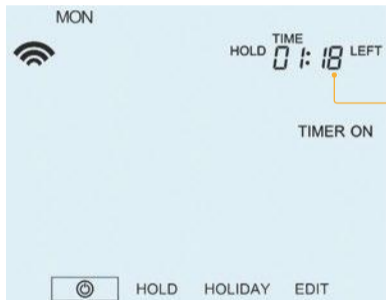 MON
TIME
HOLD 01:18 LEFT
TIMER ON
HOLD HOLIDAY EDIT